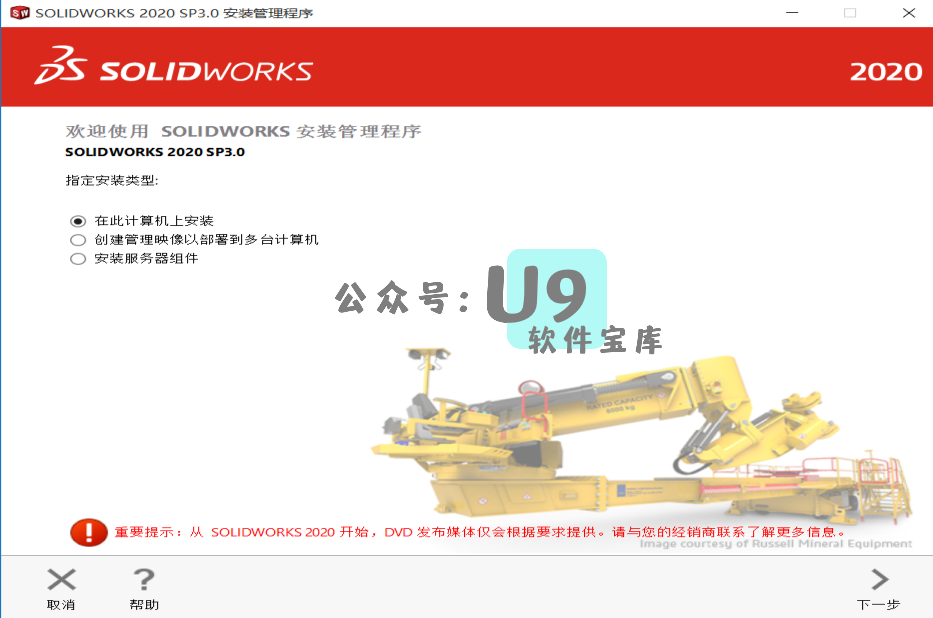 SOLIDWORKS 2020 SP3.0 安装管理程序
SOLIDWORKS
2020
欢迎使用 SOLIDWORKS 安装管理程序
SOLIDWORKS 2020 SP3.0
指定安装类型:
在此计算机上安装
创建管理映像以部署到多台计算机
安装服务器组件
公众号: U9
软件宝库
RATED CAPACITY
6000 kg
重要提示：从 SOLIDWORKS 2020 开始，DVD 发布媒体仅会根据要求提供。请与您的经销商联系了解更多信息。
Image courtesy of Russell Mineral Equipment
取消
帮助
下一步